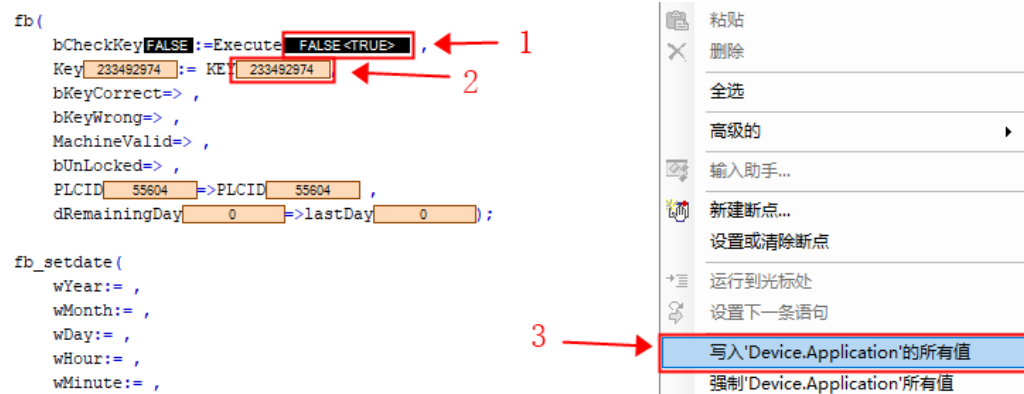 fb(
bCheckKey FALSE :=Execute FALSE <TRUE> ,
1
Key 233492974 := KEY 233492974 ,
2
bKeyCorrect=> ,
bKeyWrong=> ,
MachineValid=> ,
bUnLocked=> ,
PLCID 55604 =>PLCID 55604 ,
dRemainingDay 0 =>lastDay 0 );
fb_setdate(
wYear:= ,
wMonth:= ,
wDay:= ,
wHour:= ,
wMinute:= ,
粘贴
删除
全选
高级的
输入助手...
新建断点...
设置或清除断点
运行到光标处
设置下一条语句
3
写入'Device.Application'的所有值
强制'Device.Application'所有值